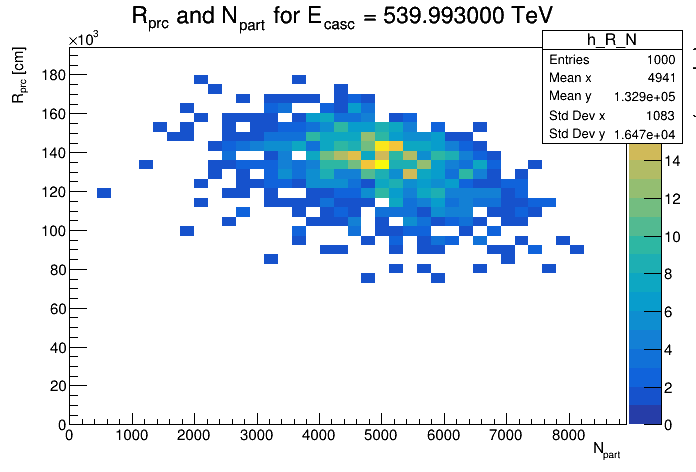 R_prc and N_part for E_casc = 539.993000 TeV
×10³
R_prc [cm]
h_R_N
Entries 1000
Mean x 4941
Mean y 1.329e+05
Std Dev x 1083
Std Dev y 1.647e+04
180
160
140
120
100
80
60
40
20
0
0 1000 2000 3000 4000 5000 6000 7000 8000
N_part
14
12
10
8
6
4
2
0